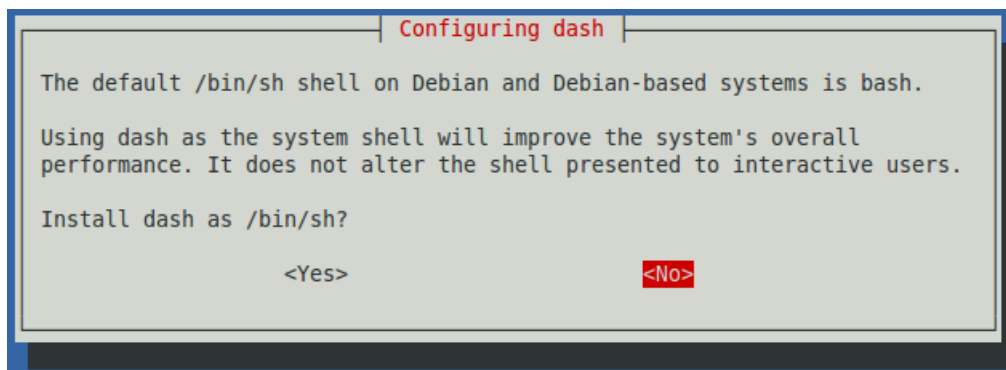 Configuring dash
The default /bin/sh shell on Debian and Debian-based systems is bash.
Using dash as the system shell will improve the system's overall
performance. It does not alter the shell presented to interactive users.
Install dash as /bin/sh?
<Yes> <No>